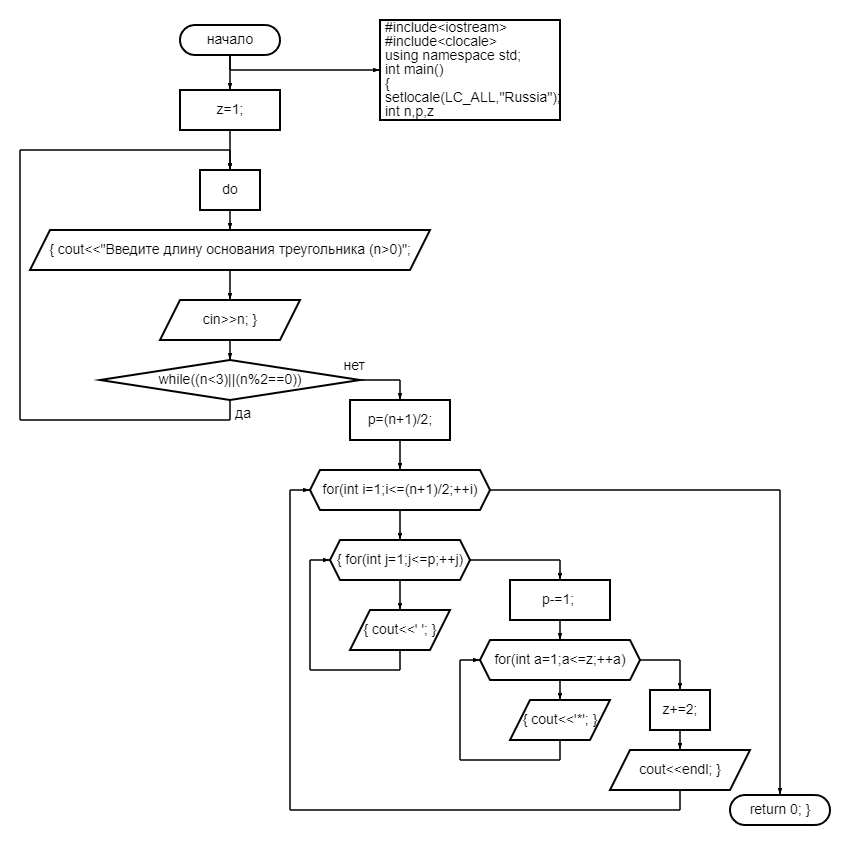 начало
#include<iostream>
#include<clocale>
using namespace std;
int main()
{
setlocale(LC_ALL,"Russia");
int n,p,z
z=1;
do
{ cout<<"Введите длину основания треугольника (n>0)";
cin>>n; }
while((n<3)||(n%2==0))
нет
да
p=(n+1)/2;
for(int i=1;i<=(n+1)/2;++i)
{ for(int j=1;j<=p;++j)
{ cout<<' '; }
p-=1;
for(int a=1;a<=z;++a)
{ cout<<'*'; }
z+=2;
cout<<endl; }
return 0; }